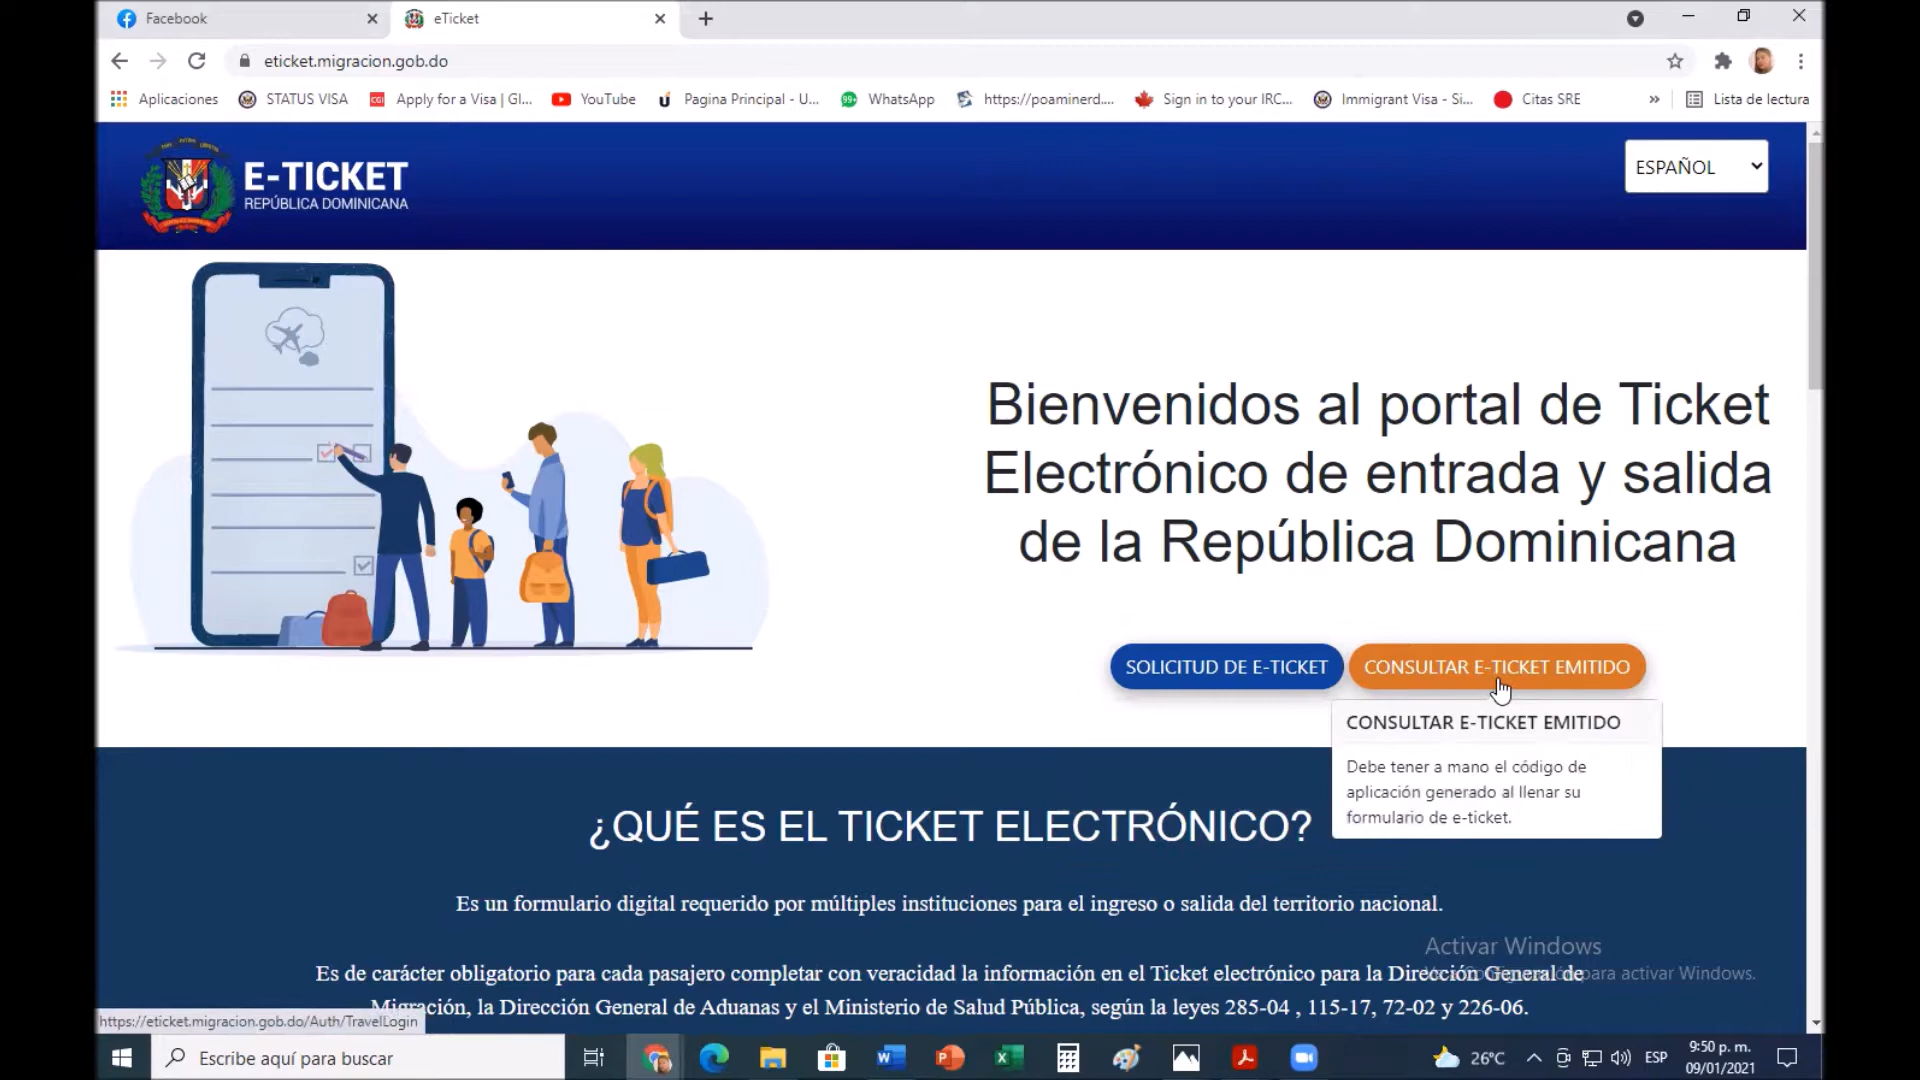 Facebook
eTicket
eticket.migracion.gob.do
Aplicaciones
STATUS VISA
CGI
Apply for a Visa | Gl...
YouTube
Pagina Principal - U...
99+
WhatsApp
https://poaminerd....
Sign in to your IRC...
Immigrant Visa - Si...
Citas SRE
»
Lista de lectura
E-TICKET
REPÚBLICA DOMINICANA
ESPAÑOL
Bienvenidos al portal de Ticket
Electrónico de entrada y salida
de la República Dominicana
SOLICITUD DE E-TICKET
CONSULTAR E-TICKET EMITIDO
CONSULTAR E-TICKET EMITIDO
Debe tener a mano el código de
aplicación generado al llenar su
formulario de e-ticket.
¿QUÉ ES EL TICKET ELECTRÓNICO?
Es un formulario digital requerido por múltiples instituciones para el ingreso o salida del territorio nacional.
Activar Windows
Es de carácter obligatorio para cada pasajero completar con veracidad la información en el Ticket electrónico para la Dirección General de
para activar Windows.
Migración, la Dirección General de Aduanas y el Ministerio de Salud Pública, según la leyes 285-04 , 115-17, 72-02 y 226-06.
https://eticket.migracion.gob.do/Auth/TravelLogin
Escribe aquí para buscar
26°C
ESP
9:50 p. m.
09/01/2021